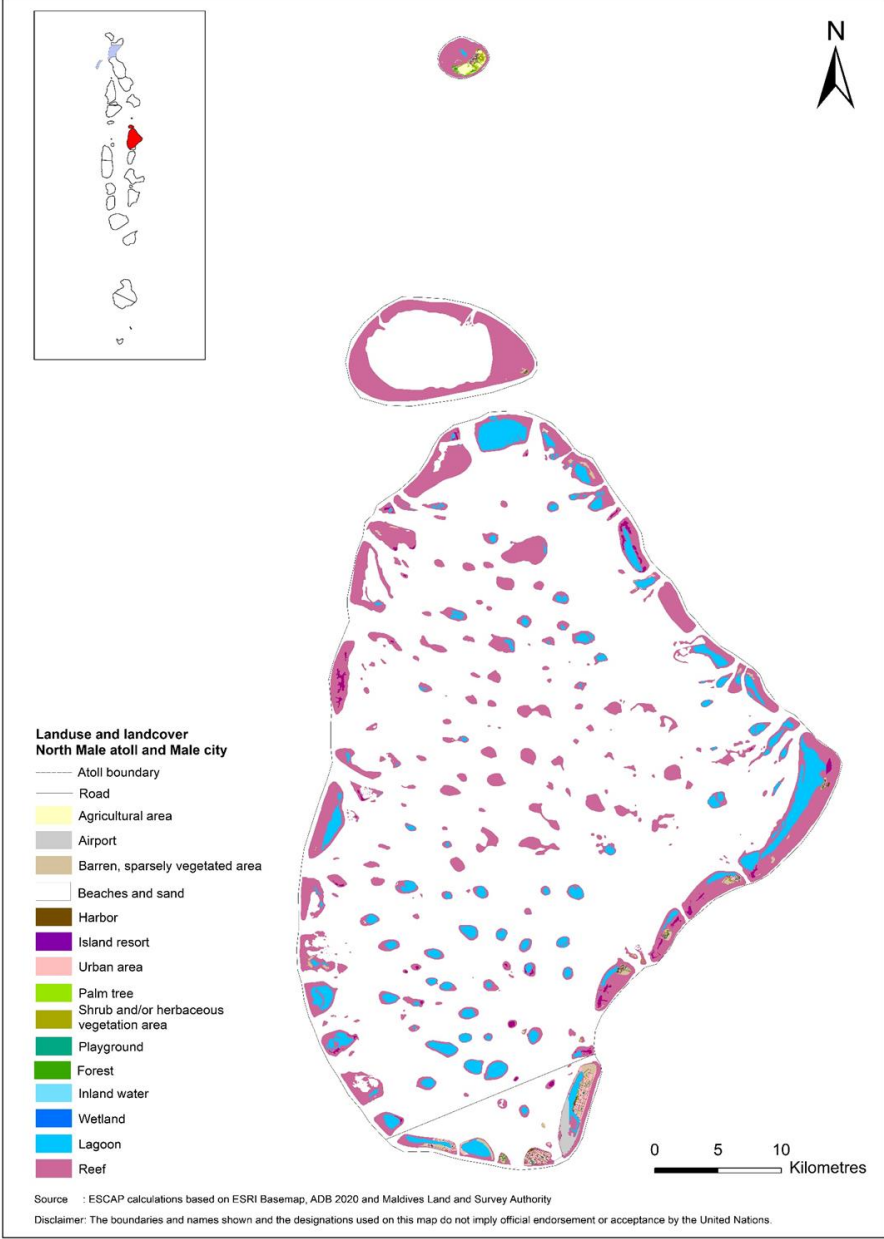 N
Landuse and landcover
North Male atoll and Male city
Atoll boundary
Road
Agricultural area
Airport
Barren, sparsely vegetated area
Beaches and sand
Harbor
Island resort
Urban area
Palm tree
Shrub and/or herbaceous
vegetation area
Playground
Forest
Inland water
Wetland
Lagoon
Reef
0 5 10
Kilometres
Source : ESCAP calculations based on ESRI Basemap, ADB 2020 and Maldives Land and Survey Authority
Disclaimer: The boundaries and names shown and the designations used on this map do not imply official endorsement or acceptance by the United Nations.